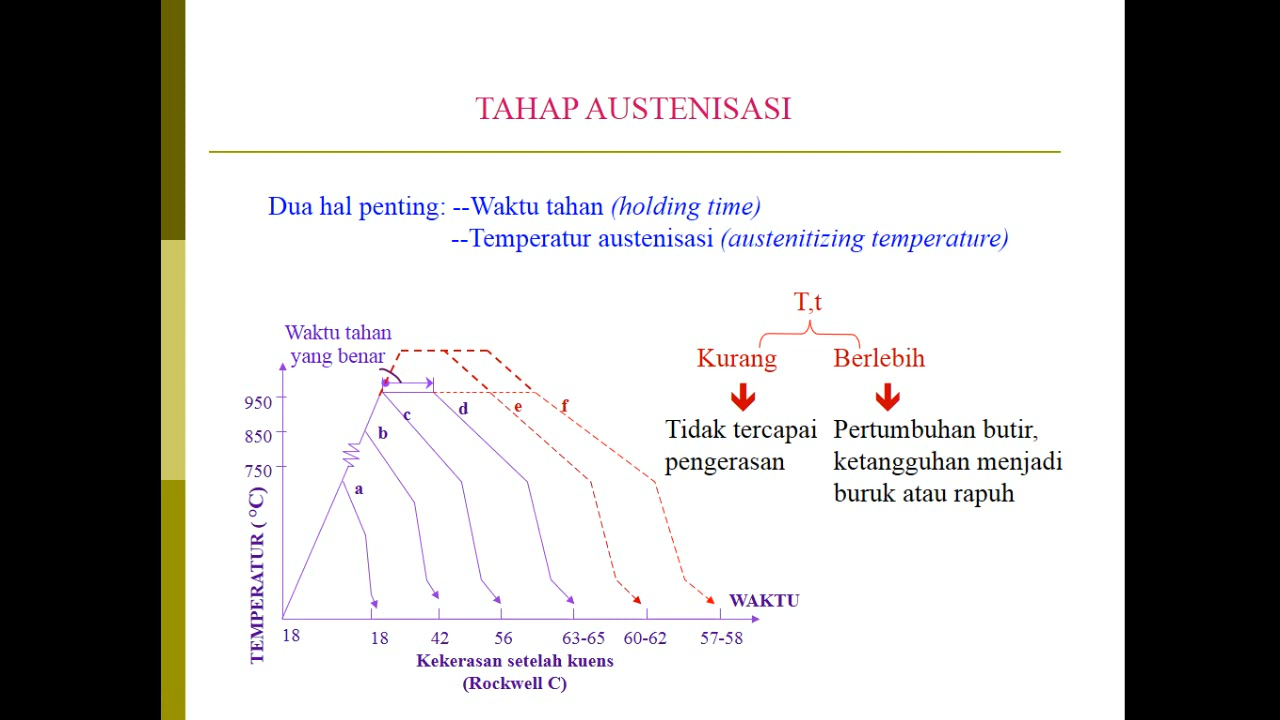 TAHAP AUSTENISASI
Dua hal penting: --Waktu tahan (holding time)
--Temperatur austenisasi (austenitizing temperature)
T,t
Kurang
Berlebih
Tidak tercapai
pengerasan
Pertumbuhan butir,
ketangguhan menjadi
buruk atau rapuh
Waktu tahan
yang benar
950
850
750
TEMPERATUR ( °C)
a
b
c
d
e
f
WAKTU
18
18
42
56
63-65
60-62
57-58
Kekerasan setelah kuens
(Rockwell C)